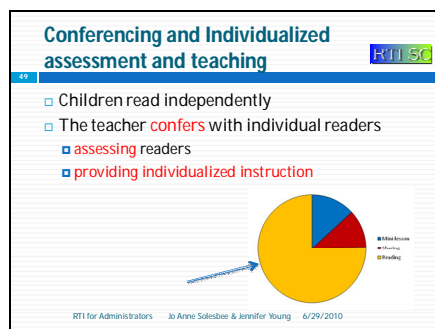 Conferencing and Individualized
assessment and teaching
RTI SC
49
Children read independently
The teacher confers with individual readers
assessing readers
providing individualized instruction
Mini-lesson
Sharing
Reading
RTI for Administrators Jo Anne Solesbee & Jennifer Young 6/29/2010